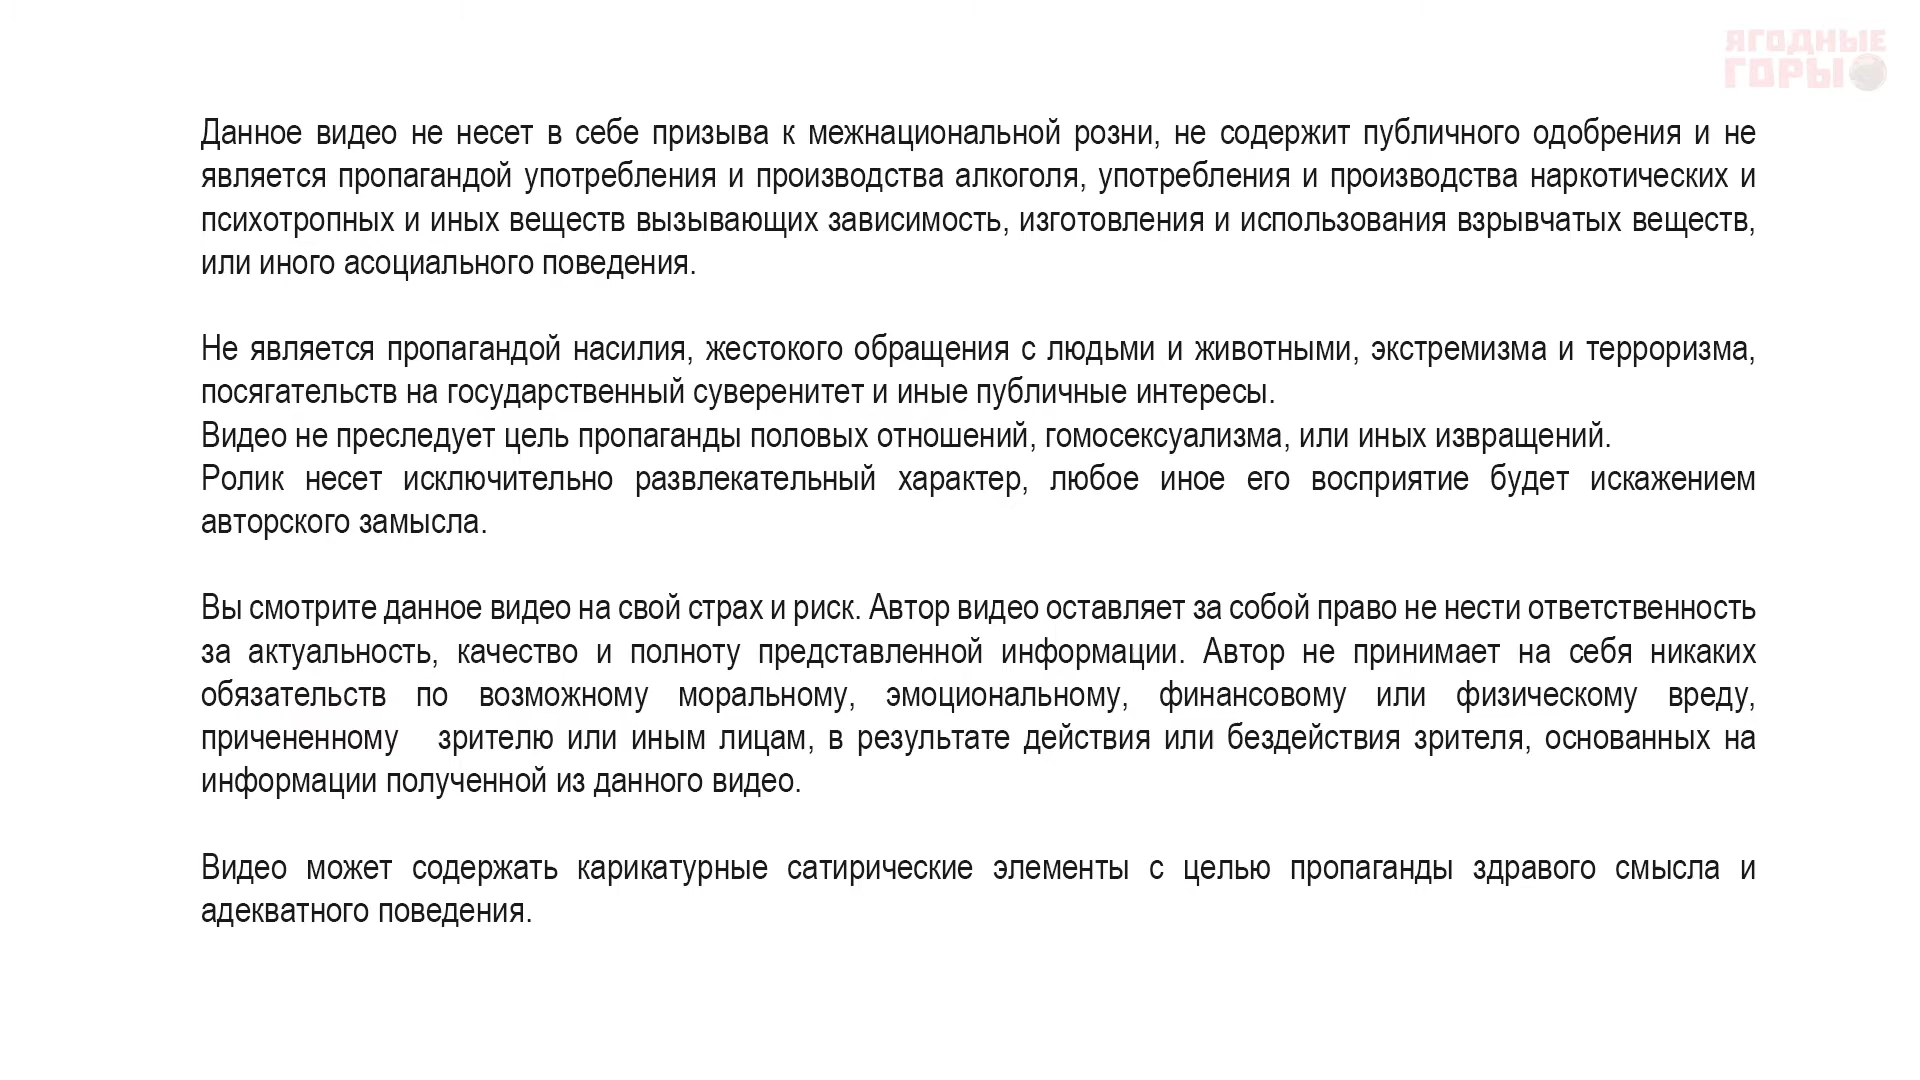 ЯГОДНЫЕ
ГОРЫ
Данное видео не несет в себе призыва к межнациональной розни, не содержит публичного одобрения и не
является пропагандой употребления и производства алкоголя, употребления и производства наркотических и
психотропных и иных веществ вызывающих зависимость, изготовления и использования взрывчатых веществ,
или иного асоциального поведения.
Не является пропагандой насилия, жестокого обращения с людьми и животными, экстремизма и терроризма,
посягательств на государственный суверенитет и иные публичные интересы.
Видео не преследует цель пропаганды половых отношений, гомосексуализма, или иных извращений.
Ролик несет исключительно развлекательный характер, любое иное его восприятие будет искажением
авторского замысла.
Вы смотрите данное видео на свой страх и риск. Автор видео оставляет за собой право не нести ответственность
за актуальность, качество и полноту представленной информации. Автор не принимает на себя никаких
обязательств по возможному моральному, эмоциональному, финансовому или физическому вреду,
приченненому зрителю или иным лицам, в результате действия или бездействия зрителя, основанных на
информации полученной из данного видео.
Видео может содержать карикатурные сатирические элементы с целью пропаганды здравого смысла и
адекватного поведения.